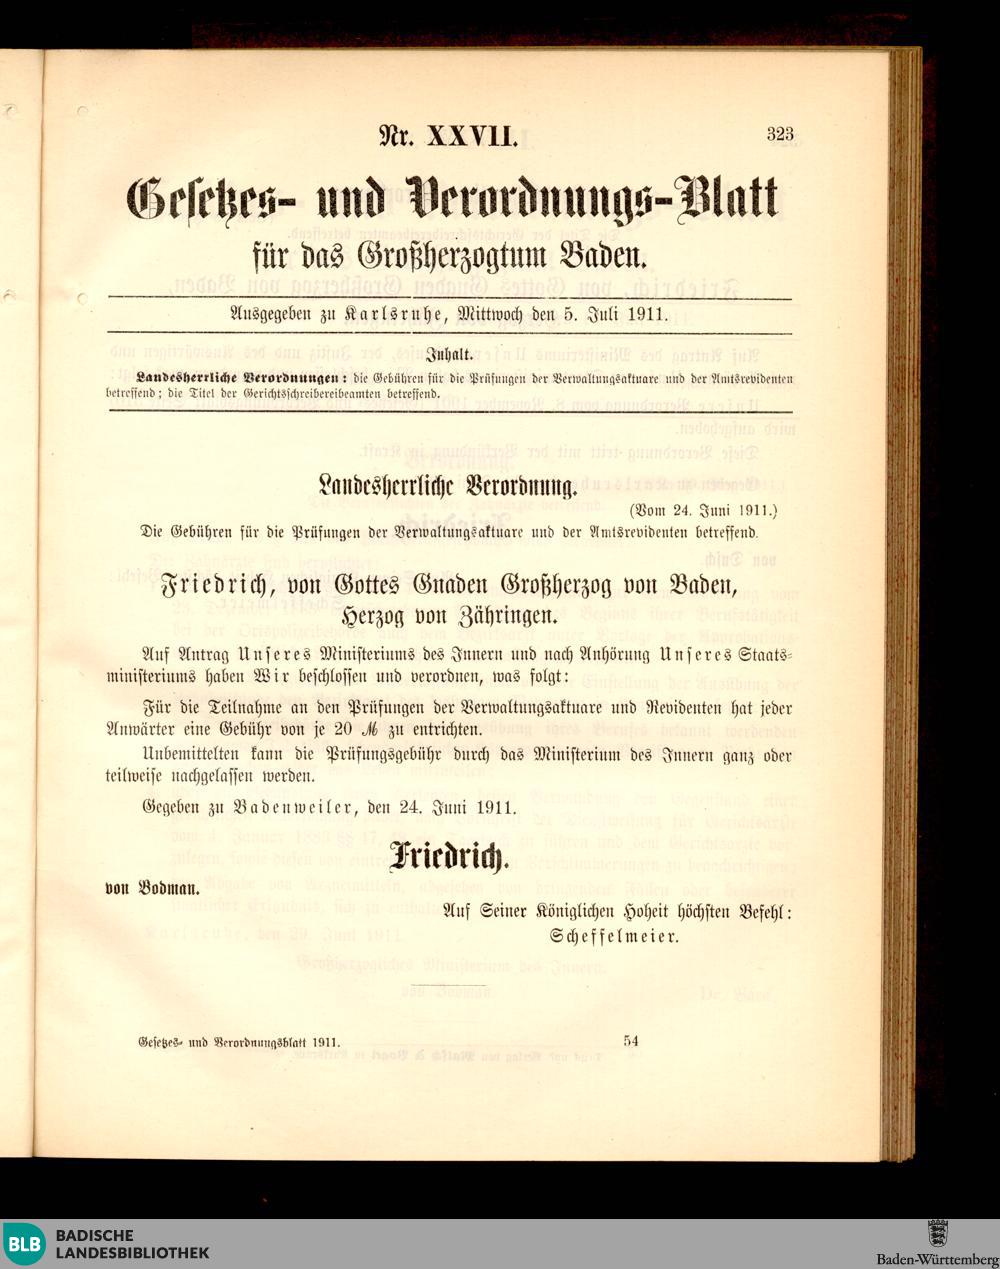 Nr. XXVII. 323
Gesetzes- und Verordnungs-Blatt
für das Großherzogtum Baden.
Ausgegeben zu Karlsruhe, Mittwoch den 5. Juli 1911.
Inhalt.
Landesherrliche Verordnungen: die Gebühren für die Prüfungen der Verwaltungsaktuare und der Amtsrevidenten
betreffend; die Titel der Gerichtsschreibereibeamten betreffend.
Landesherrliche Verordnung.
(Vom 24. Juni 1911.)
Die Gebühren für die Prüfungen der Verwaltungsaktuare und der Amtsrevidenten betreffend.
Friedrich, von Gottes Gnaden Großherzog von Baden,
Herzog von Zähringen.
Auf Antrag Unseres Ministeriums des Innern und nach Anhörung Unseres Staats-
ministeriums haben Wir beschlossen und verordnen, was folgt:
Für die Teilnahme an den Prüfungen der Verwaltungsaktuare und Revidenten hat jeder
Anwärter eine Gebühr von je 20 ℳ zu entrichten.
Unbemittelten kann die Prüfungsgebühr durch das Ministerium des Innern ganz oder
teilweise nachgelassen werden.
Gegeben zu Badenweiler, den 24. Juni 1911.
Friedrich.
von Bodman.
Auf Seiner Königlichen Hoheit höchsten Befehl:
Scheffelmeier.
Gesetzes- und Verordnungsblatt 1911. 54
BLB BADISCHE
LANDESBIBLIOTHEK
Baden-Württemberg